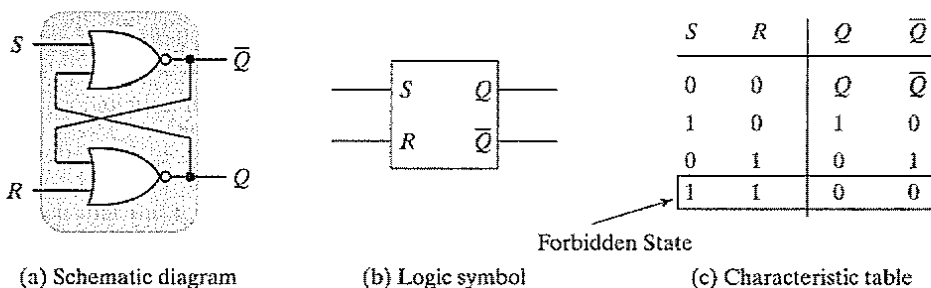 S
Q̅
R
Q
(a) Schematic diagram
S Q
R Q̅
(b) Logic symbol
S R Q Q̅
0 0 Q Q̅
1 0 1 0
0 1 0 1
1 1 0 0
Forbidden State
(c) Characteristic table